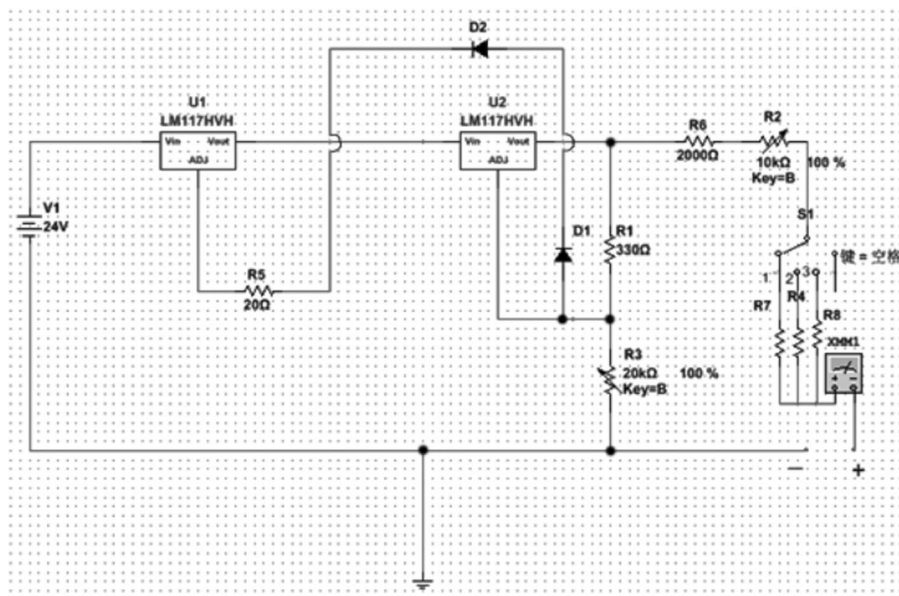 D2
U1
LM117HVH
Vin
Vout
ADJ
U2
LM117HVH
Vin
Vout
ADJ
R6
2000Ω
R2
10kΩ
100 %
Key=B
V1
24V
S1
键 = 空格
D1
R1
330Ω
1
2
3
R5
20Ω
R7
R4
R8
XMM1
R3
20kΩ
100 %
Key=B
+
−
−
+